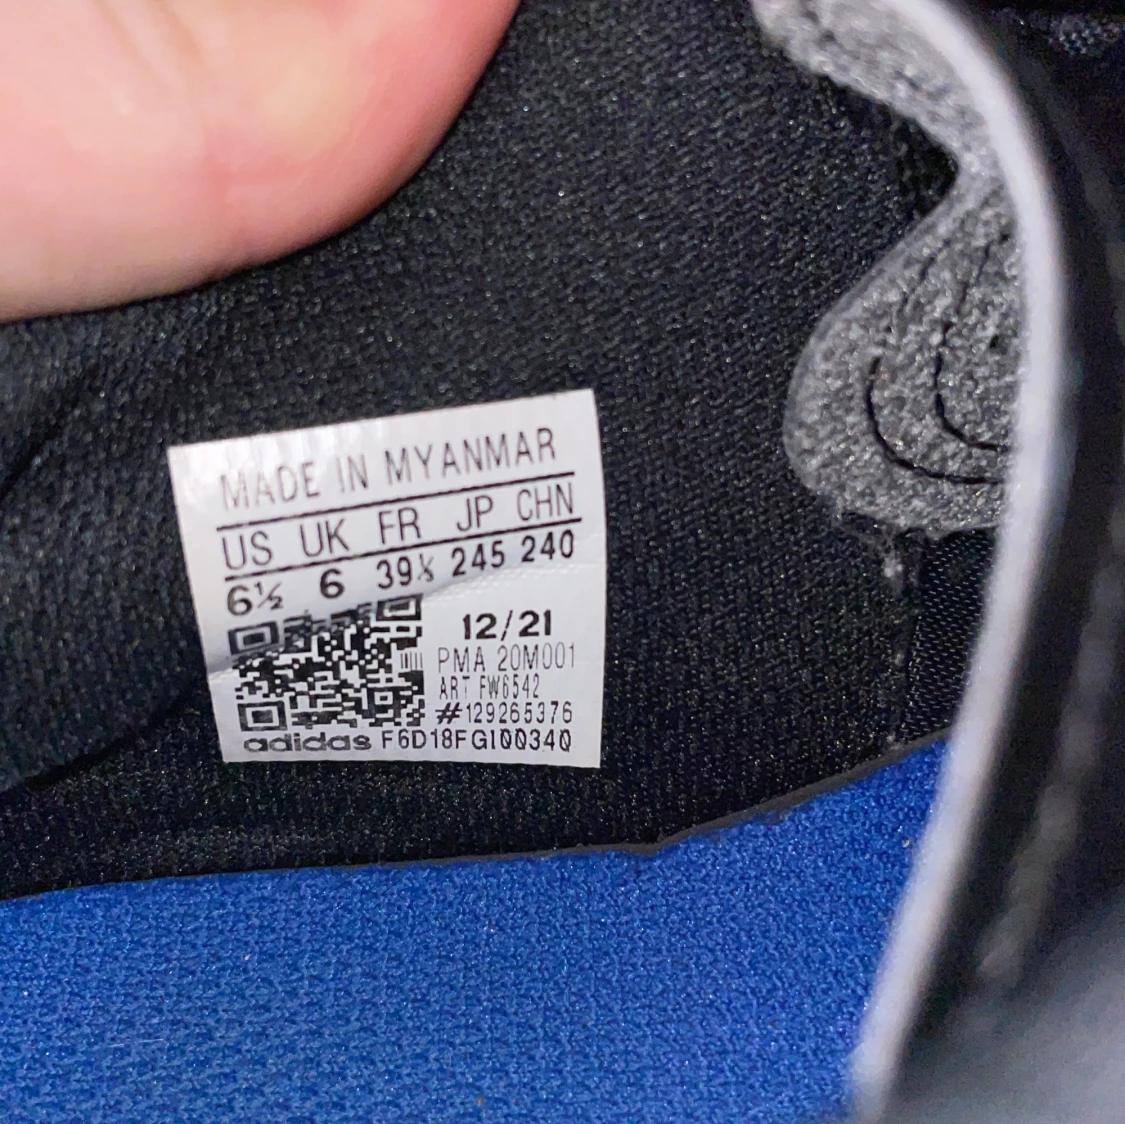 MADE IN MYANMAR
US UK FR JP CHN
6½ 6 39⅓ 245 240
12/21
PMA 20M001
ART FW6542
#129265376
adidas F6D18FGI00340